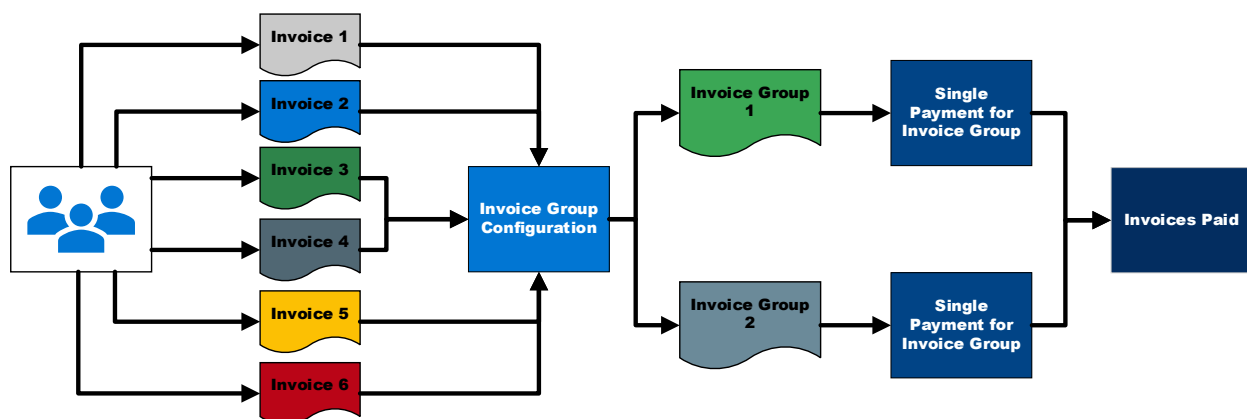 Invoice 1
Invoice 2
Invoice 3
Invoice 4
Invoice 5
Invoice 6
Invoice Group
Configuration
Invoice Group
1
Single
Payment for
Invoice Group
Invoice Group
2
Single
Payment for
Invoice Group
Invoices Paid